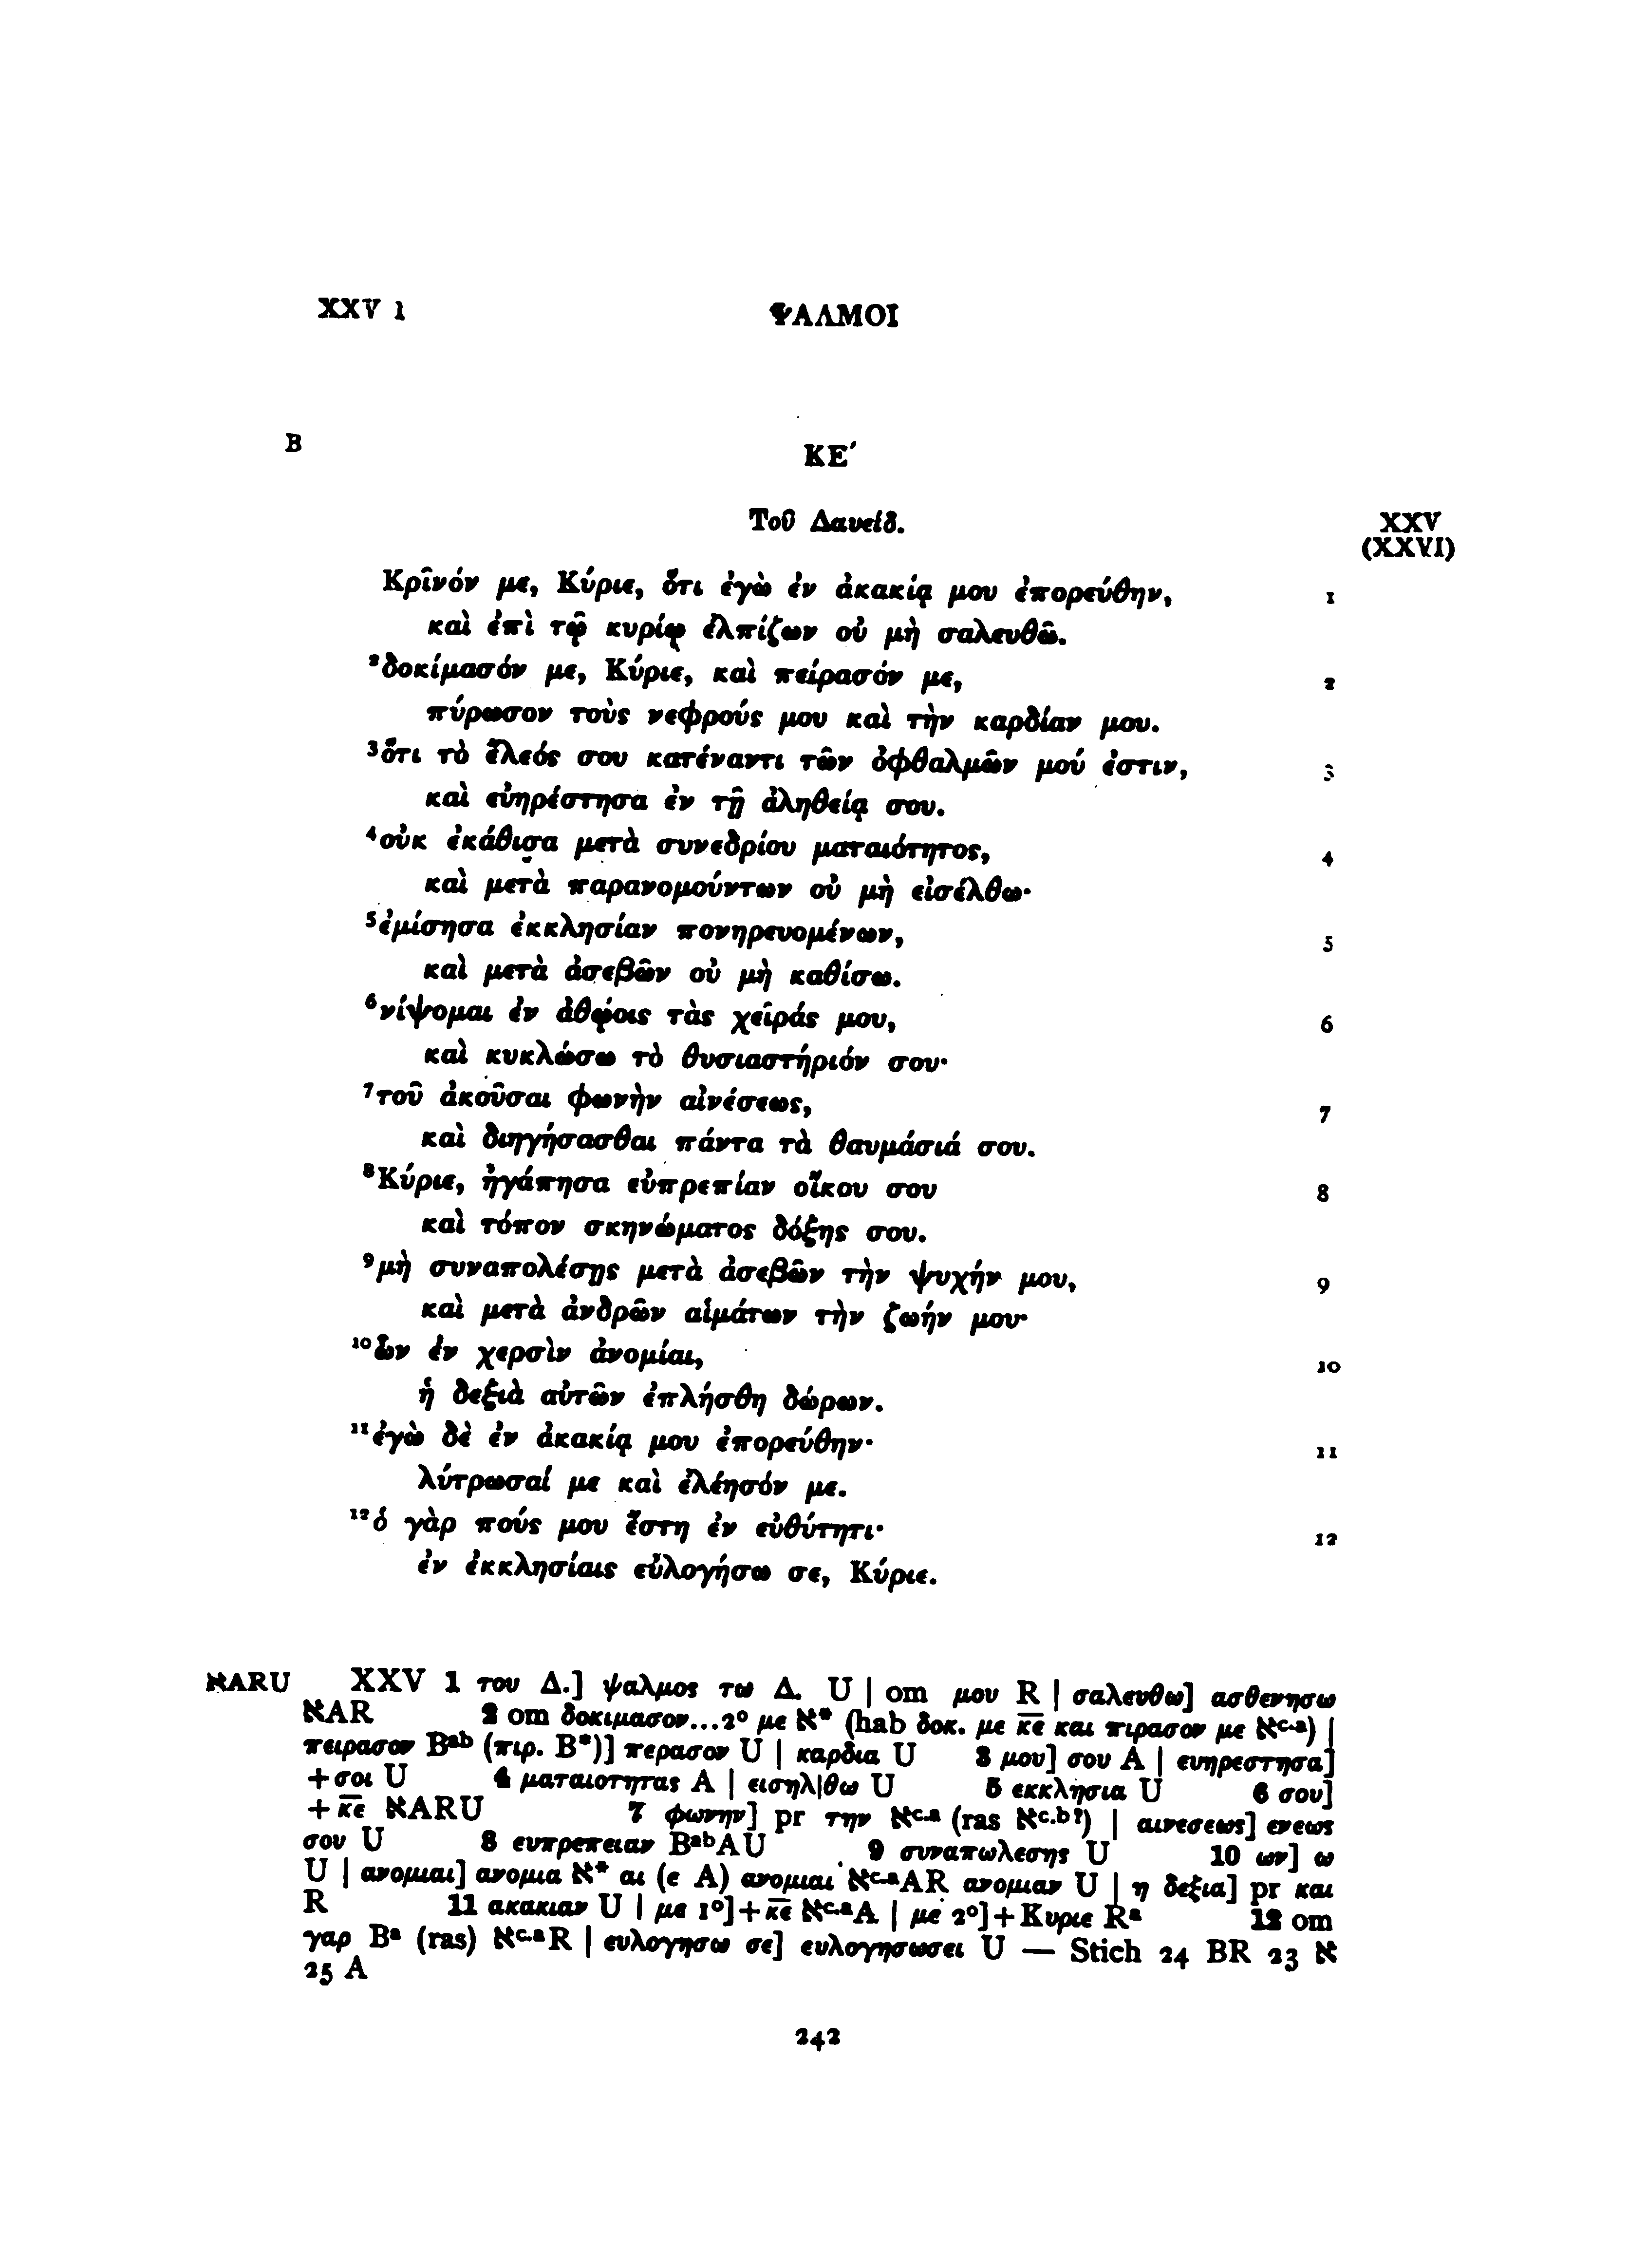 XXV 1 ΨΑΛΜΟΙ
B ΚΕ´
Τοῦ Δαυείδ. XXV
(XXVI)
Κρῖνόν με, Κύριε, ὅτι ἐγὼ ἐν ἀκακίᾳ μου ἐπορεύθην, 1
καὶ ἐπὶ τῷ κυρίῳ ἐλπίζων οὐ μὴ σαλευθῶ.
²δοκίμασόν με, Κύριε, καὶ πείρασόν με, 2
πύρωσον τοὺς νεφρούς μου καὶ τὴν καρδίαν μου.
³ὅτι τὸ ἔλεός σου κατέναντι τῶν ὀφθαλμῶν μού ἐστιν, 3
καὶ εὐηρέστησα ἐν τῇ ἀληθείᾳ σου.
⁴οὐκ ἐκάθισα μετὰ συνεδρίου ματαιότητος, 4
καὶ μετὰ παρανομούντων οὐ μὴ εἰσέλθω·
⁵ἐμίσησα ἐκκλησίαν πονηρευομένων, 5
καὶ μετὰ ἀσεβῶν οὐ μὴ καθίσω.
⁶νίψομαι ἐν ἀθῴοις τὰς χεῖράς μου, 6
καὶ κυκλώσω τὸ θυσιαστήριόν σου·
⁷τοῦ ἀκοῦσαι φωνὴν αἰνέσεως, 7
καὶ διηγήσασθαι πάντα τὰ θαυμάσιά σου.
⁸Κύριε, ἠγάπησα εὐπρεπίαν οἴκου σου 8
καὶ τόπον σκηνώματος δόξης σου.
⁹μὴ συναπολέσῃς μετὰ ἀσεβῶν τὴν ψυχήν μου, 9
καὶ μετὰ ἀνδρῶν αἱμάτων τὴν ζωήν μου·
¹⁰ὧν ἐν χερσὶν ἀνομίαι, 10
ἡ δεξιὰ αὐτῶν ἐπλήσθη δώρων.
¹¹ἐγὼ δὲ ἐν ἀκακίᾳ μου ἐπορεύθην· 11
λύτρωσαί με καὶ ἐλέησόν με.
¹²ὁ γὰρ πούς μου ἔστη ἐν εὐθύτητι· 12
ἐν ἐκκλησίαις εὐλογήσω σε, Κύριε.
אARU XXV 1 του Δ.] ψαλμος τω Δ. U | om μου R | σαλευθω] ασθενησω
אAR 2 om δοκιμασον...2° με א* (hab δοκ. με κ̅ε̅ και πιρασον με אᶜ·ᵃ) |
πειρασον Bᵃᵇ (πιρ. B*)] περασον U | καρδια U 3 μου] σου A | ευηρεστησα]
+σοι U 4 ματαιοτητας A | εισηλ|θω U 5 εκκλησια U 6 σου]
+κ̅ε̅ אARU 7 φωνην] pr την אᶜ·ᵃ (ras אᶜ·ᵇ?) | αινεσεως] ενεως
σου U 8 ευπρεπειαν BᵃᵇAU 9 συναπωλεσης U 10 ων] ω
U | ανομιαι] ανομια א* αι (ε A) ανομιαι אᶜ·ᵃAR ανομιαν U | η δεξια] pr και
R 11 ακακιαν U | με 1°]+κ̅ε̅ אᶜ·ᵃA | με 2°]+Κυριε Rᵃ 12 om
γαρ Bᵃ (ras) אᶜ·ᵃR | ευλογησω σε] ευλογησωσει U — Stich 24 BR 23 א
25 A
242